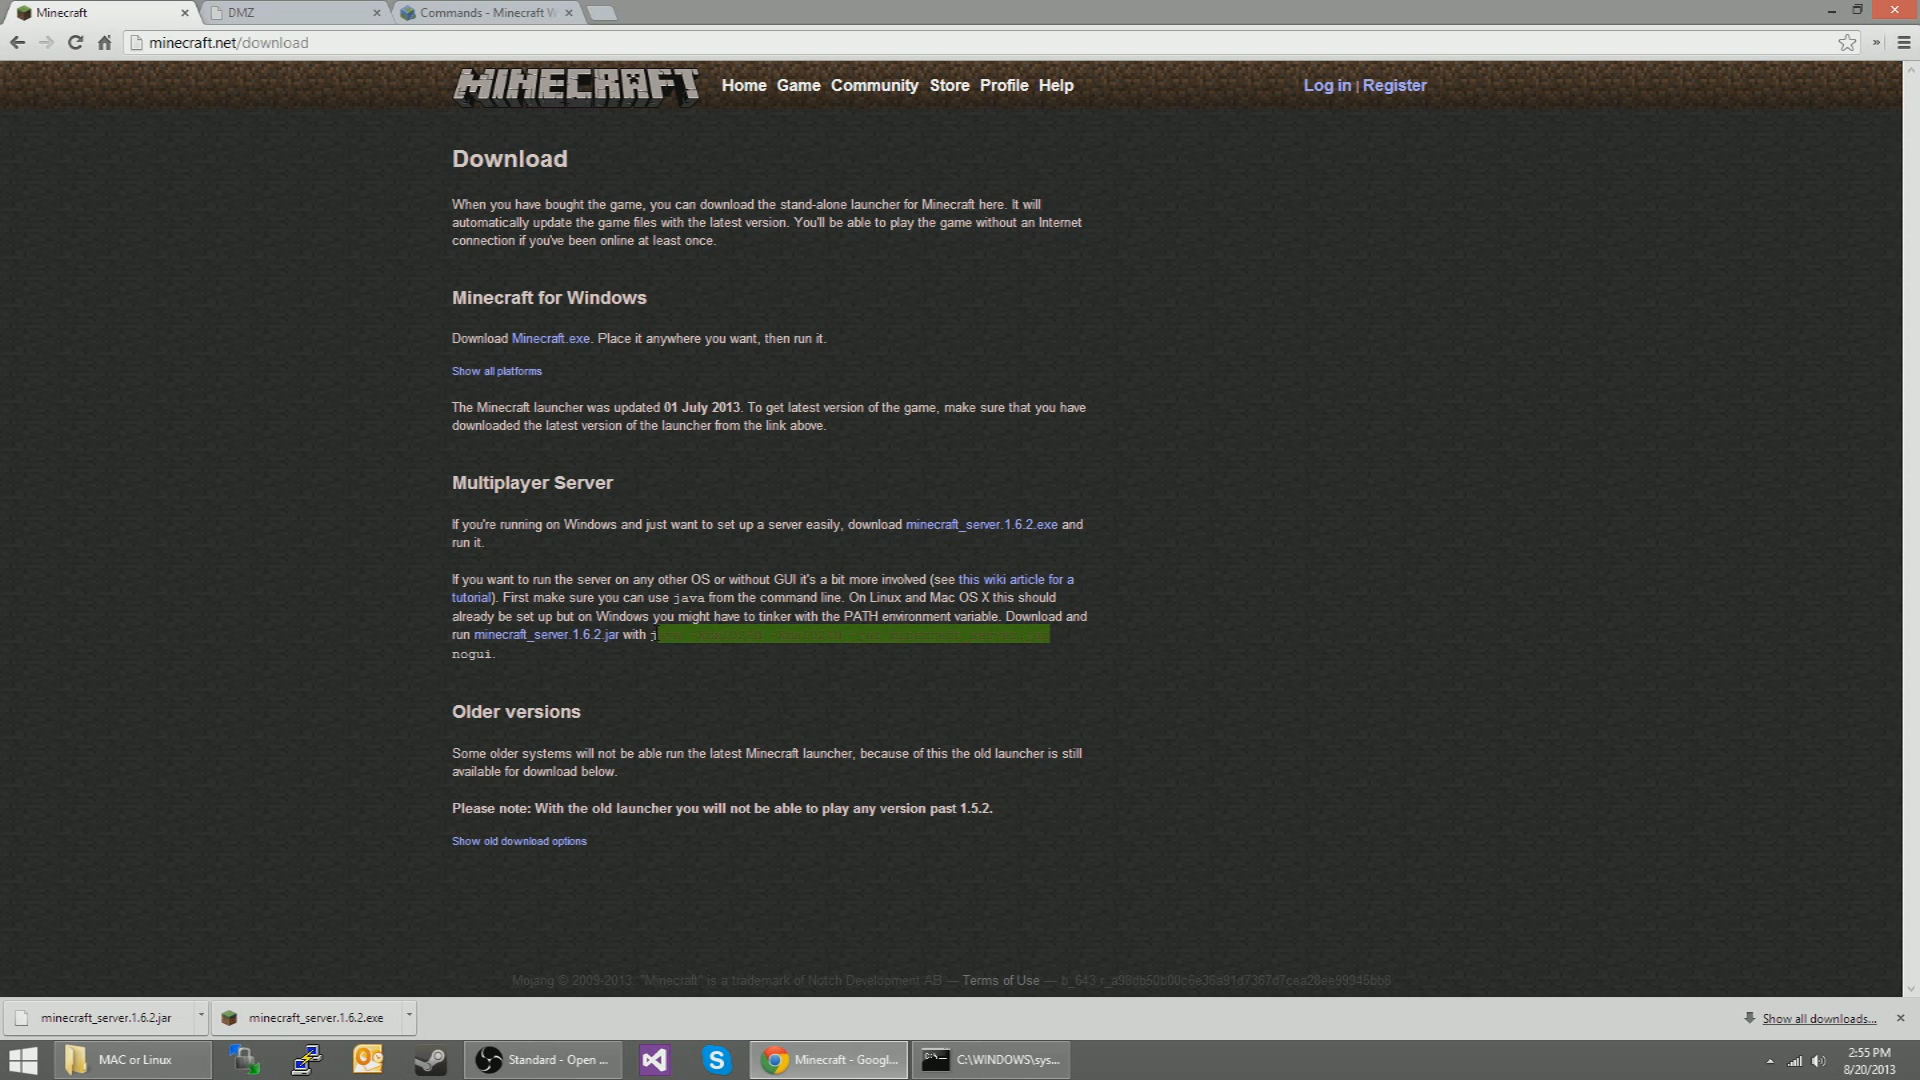 Minecraft
DMZ
Commands - Minecraft W
minecraft.net/download
MINECRAFT
Home Game Community Store Profile Help
Log in | Register
Download
When you have bought the game, you can download the stand-alone launcher for Minecraft here. It will
automatically update the game files with the latest version. You'll be able to play the game without an Internet
connection if you've been online at least once.
Minecraft for Windows
Download Minecraft.exe. Place it anywhere you want, then run it.
Show all platforms
The Minecraft launcher was updated 01 July 2013. To get latest version of the game, make sure that you have
downloaded the latest version of the launcher from the link above.
Multiplayer Server
If you're running on Windows and just want to set up a server easily, download minecraft_server.1.6.2.exe and
run it.
If you want to run the server on any other OS or without GUI it's a bit more involved (see this wiki article for a
tutorial). First make sure you can use java from the command line. On Linux and Mac OS X this should
already be set up but on Windows you might have to tinker with the PATH environment variable. Download and
run minecraft_server.1.6.2.jar with
nogui.
Older versions
Some older systems will not be able run the latest Minecraft launcher, because of this the old launcher is still
available for download below.
Please note: With the old launcher you will not be able to play any version past 1.5.2.
Show old download options
Mojang © 2009-2013. "Minecraft" is a trademark of Notch Development AB — Terms of Use —
minecraft_server.1.6.2.jar
minecraft_server.1.6.2.exe
Show all downloads...
MAC or Linux
Standard - Open ...
Minecraft - Googl...
C:\WINDOWS\sys...
2:55 PM
8/20/2013